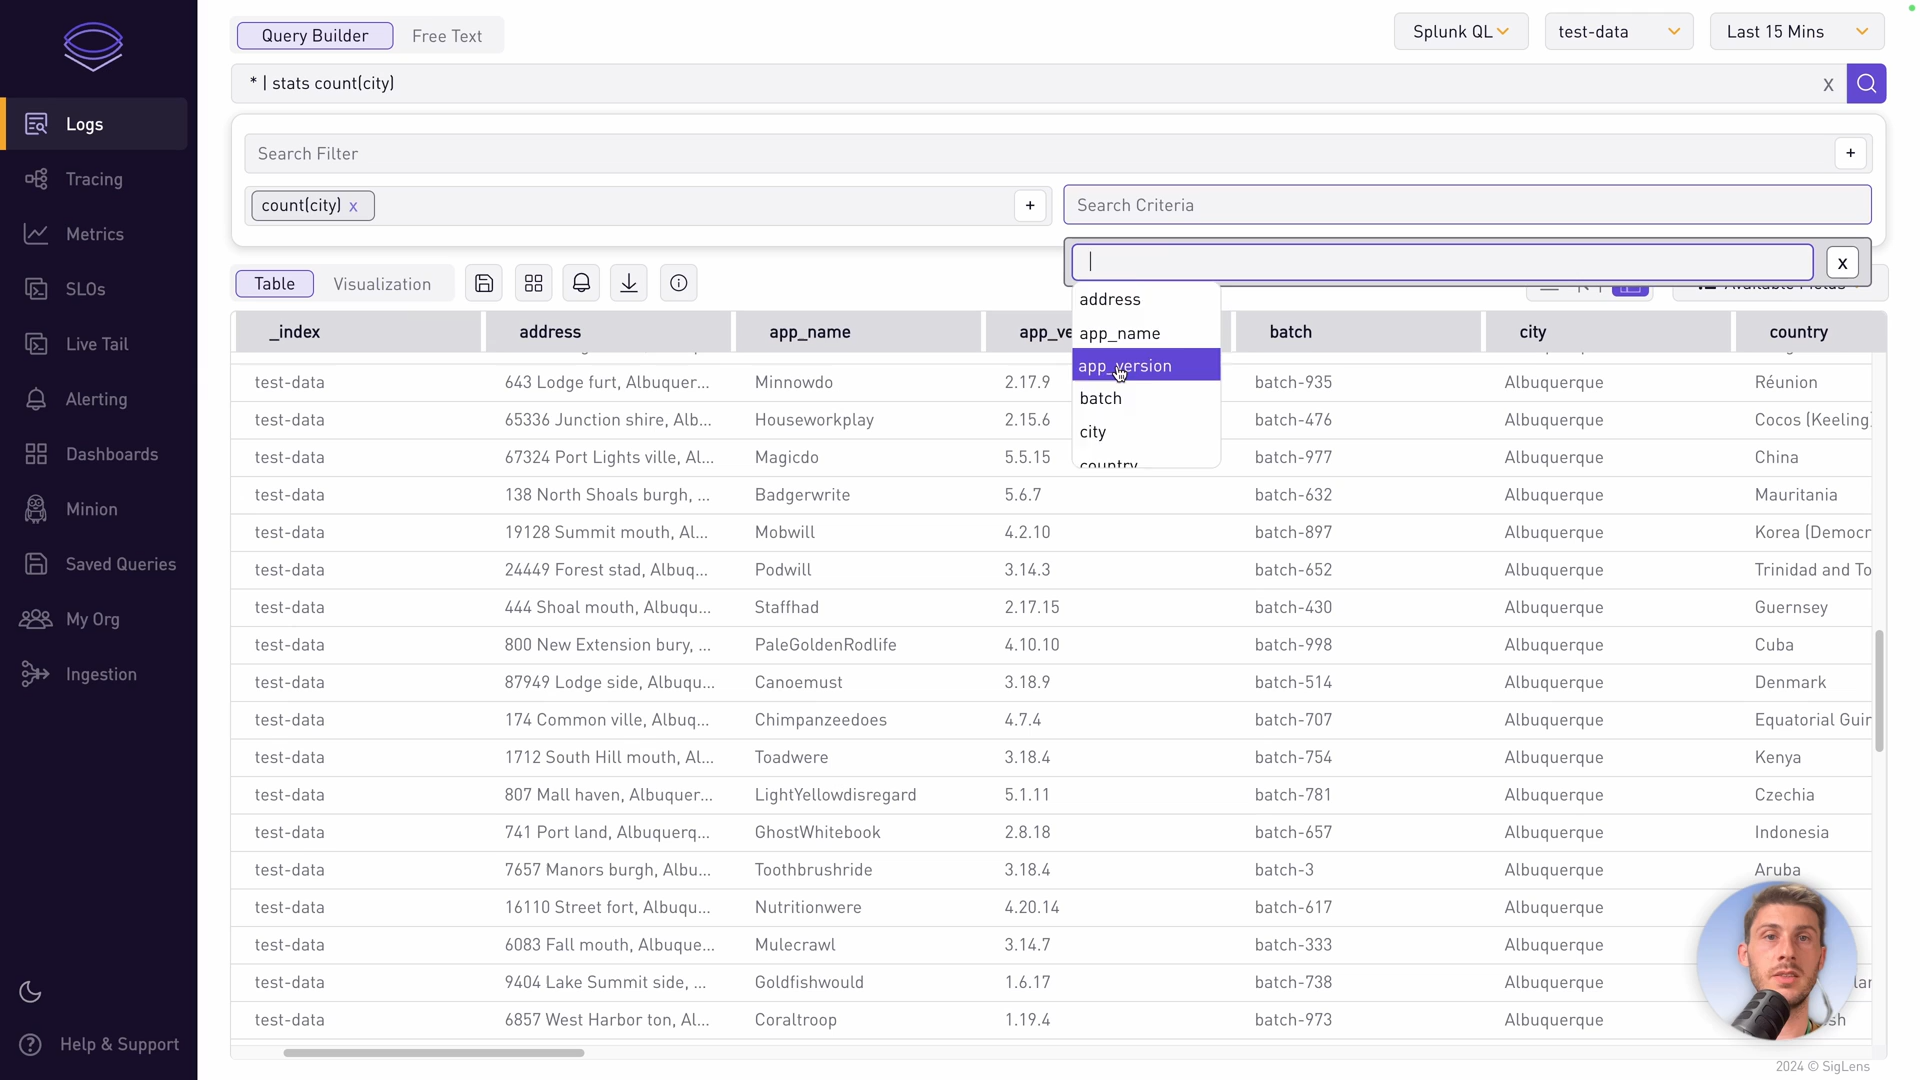 Query Builder
Free Text
Splunk QL
test-data
Last 15 Mins
* | stats count(city)
x
Logs
Tracing
Metrics
SLOs
Live Tail
Alerting
Dashboards
Minion
Saved Queries
My Org
Ingestion
Help & Support
Search Filter
+
count(city) x
+
Search Criteria
x
address
app_name
app_version
batch
city
country
Table
Visualization
Available Fields
_index address app_name app_ve batch city country
test-data 643 Lodge furt, Albuquer... Minnowdo 2.17.9 batch-935 Albuquerque Réunion
test-data 65336 Junction shire, Alb... Houseworkplay 2.15.6 batch-476 Albuquerque Cocos (Keeling
test-data 67324 Port Lights ville, Al... Magicdo 5.5.15 batch-977 Albuquerque China
test-data 138 North Shoals burgh, ... Badgerwrite 5.6.7 batch-632 Albuquerque Mauritania
test-data 19128 Summit mouth, Al... Mobwill 4.2.10 batch-897 Albuquerque Korea (Democr
test-data 24449 Forest stad, Albuq... Podwill 3.14.3 batch-652 Albuquerque Trinidad and To
test-data 444 Shoal mouth, Albuqu... Staffhad 2.17.15 batch-430 Albuquerque Guernsey
test-data 800 New Extension bury, ... PaleGoldenRodlife 4.10.10 batch-998 Albuquerque Cuba
test-data 87949 Lodge side, Albuqu... Canoemust 3.18.9 batch-514 Albuquerque Denmark
test-data 174 Common ville, Albuq... Chimpanzeedoes 4.7.4 batch-707 Albuquerque Equatorial Guin
test-data 1712 South Hill mouth, Al... Toadwere 3.18.4 batch-754 Albuquerque Kenya
test-data 807 Mall haven, Albuquer... LightYellowdisregard 5.1.11 batch-781 Albuquerque Czechia
test-data 741 Port land, Albuquerq... GhostWhitebook 2.8.18 batch-657 Albuquerque Indonesia
test-data 7657 Manors burgh, Albu... Toothbrushride 3.18.4 batch-3 Albuquerque Aruba
test-data 16110 Street fort, Albuqu... Nutritionwere 4.20.14 batch-617 Albuquerque
test-data 6083 Fall mouth, Albuque... Mulecrawl 3.14.7 batch-333 Albuquerque
test-data 9404 Lake Summit side, ... Goldfishwould 1.6.17 batch-738 Albuquerque
test-data 6857 West Harbor ton, Al... Coraltroop 1.19.4 batch-973 Albuquerque
2024 © SigLens